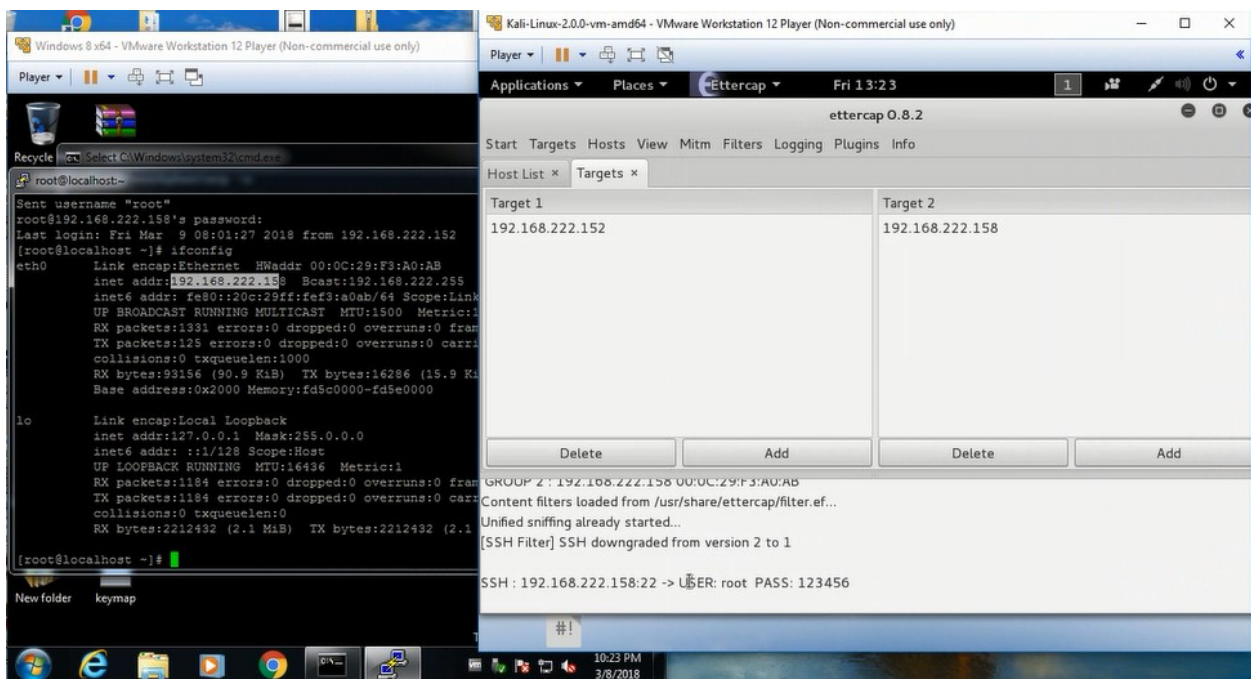 Windows 8 x64 - VMware Workstation 12 Player (Non-commercial use only)
Player
Recycle
Select C:\Windows\system32\cmd.exe
root@localhost:~
Sent username "root"
root@192.168.222.158's password:
Last login: Fri Mar  9 08:01:27 2018 from 192.168.222.152
[root@localhost ~]# ifconfig
eth0      Link encap:Ethernet  HWaddr 00:0C:29:F3:A0:AB
inet addr:192.168.222.158  Bcast:192.168.222.255
inet6 addr: fe80::20c:29ff:fef3:a0ab/64 Scope:Link
UP BROADCAST RUNNING MULTICAST  MTU:1500  Metric:1
RX packets:1331 errors:0 dropped:0 overruns:0 fram
TX packets:125 errors:0 dropped:0 overruns:0 carri
collisions:0 txqueuelen:1000
RX bytes:93156 (90.9 KiB)  TX bytes:16286 (15.9 Ki
Base address:0x2000 Memory:fd5c0000-fd5e0000
lo        Link encap:Local Loopback
inet addr:127.0.0.1  Mask:255.0.0.0
inet6 addr: ::1/128 Scope:Host
UP LOOPBACK RUNNING  MTU:16436  Metric:1
RX packets:1184 errors:0 dropped:0 overruns:0 fram
TX packets:1184 errors:0 dropped:0 overruns:0 carr
collisions:0 txqueuelen:0
RX bytes:2212432 (2.1 MiB)  TX bytes:2212432 (2.1
[root@localhost ~]#
New folder
keymap
Kali-Linux-2.0.0-vm-amd64 - VMware Workstation 12 Player (Non-commercial use only)
Player
Applications Places Ettercap Fri 13:23 1
ettercap 0.8.2
Start Targets Hosts View Mitm Filters Logging Plugins Info
Host List × Targets ×
Target 1 Target 2
192.168.222.152 192.168.222.158
Delete Add Delete Add
GROUP 2 : 192.168.222.158 00:0C:29:F3:A0:AB
Content filters loaded from /usr/share/ettercap/filter.ef...
Unified sniffing already started...
[SSH Filter] SSH downgraded from version 2 to 1
SSH : 192.168.222.158:22 -> USER: root  PASS: 123456
#!
10:23 PM
3/8/2018